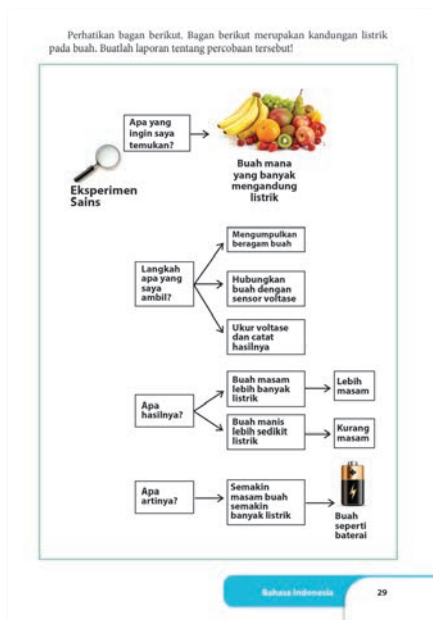 Perhatikan bagan berikut. Bagan berikut merupakan kandungan listrik
pada buah. Buatlah laporan tentang percobaan tersebut!
Apa yang
ingin saya
temukan?
Buah mana
yang banyak
mengandung
listrik
Eksperimen
Sains
Langkah
apa yang
saya
ambil?
Mengumpulkan
beragam buah
Hubungkan
buah dengan
sensor voltase
Ukur voltase
dan catat
hasilnya
Apa
hasilnya?
Buah masam
lebih banyak
listrik
Lebih
masam
Buah manis
lebih sedikit
listrik
Kurang
masam
Apa
artinya?
Semakin
masam buah
semakin
banyak listrik
Buah
seperti
baterai
Bahasa Indonesia
29